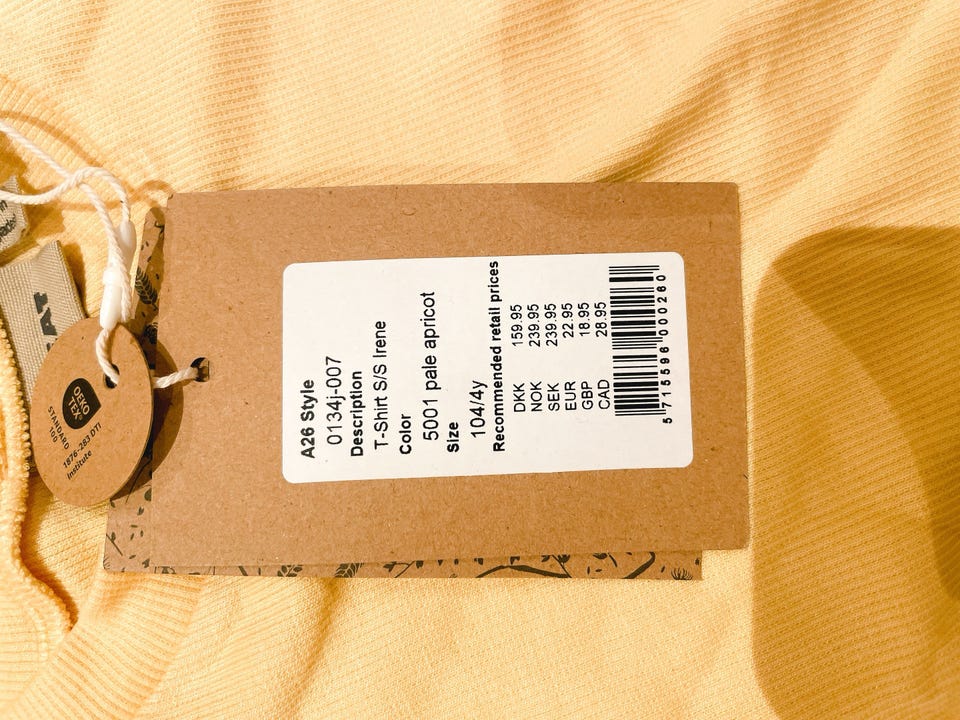 A26 Style
0134j-007
Description
T-Shirt S/S Irene
Color
5001 pale apricot
Size
104/4y
Recommended retail prices
DKK 159.95
NOK 239.95
SEK 239.95
EUR 22.95
GBP 18.95
CAD 28.95
5 715596 000260
OEKO
TEX®
STANDARD
100
1876-283 DTI
Institute